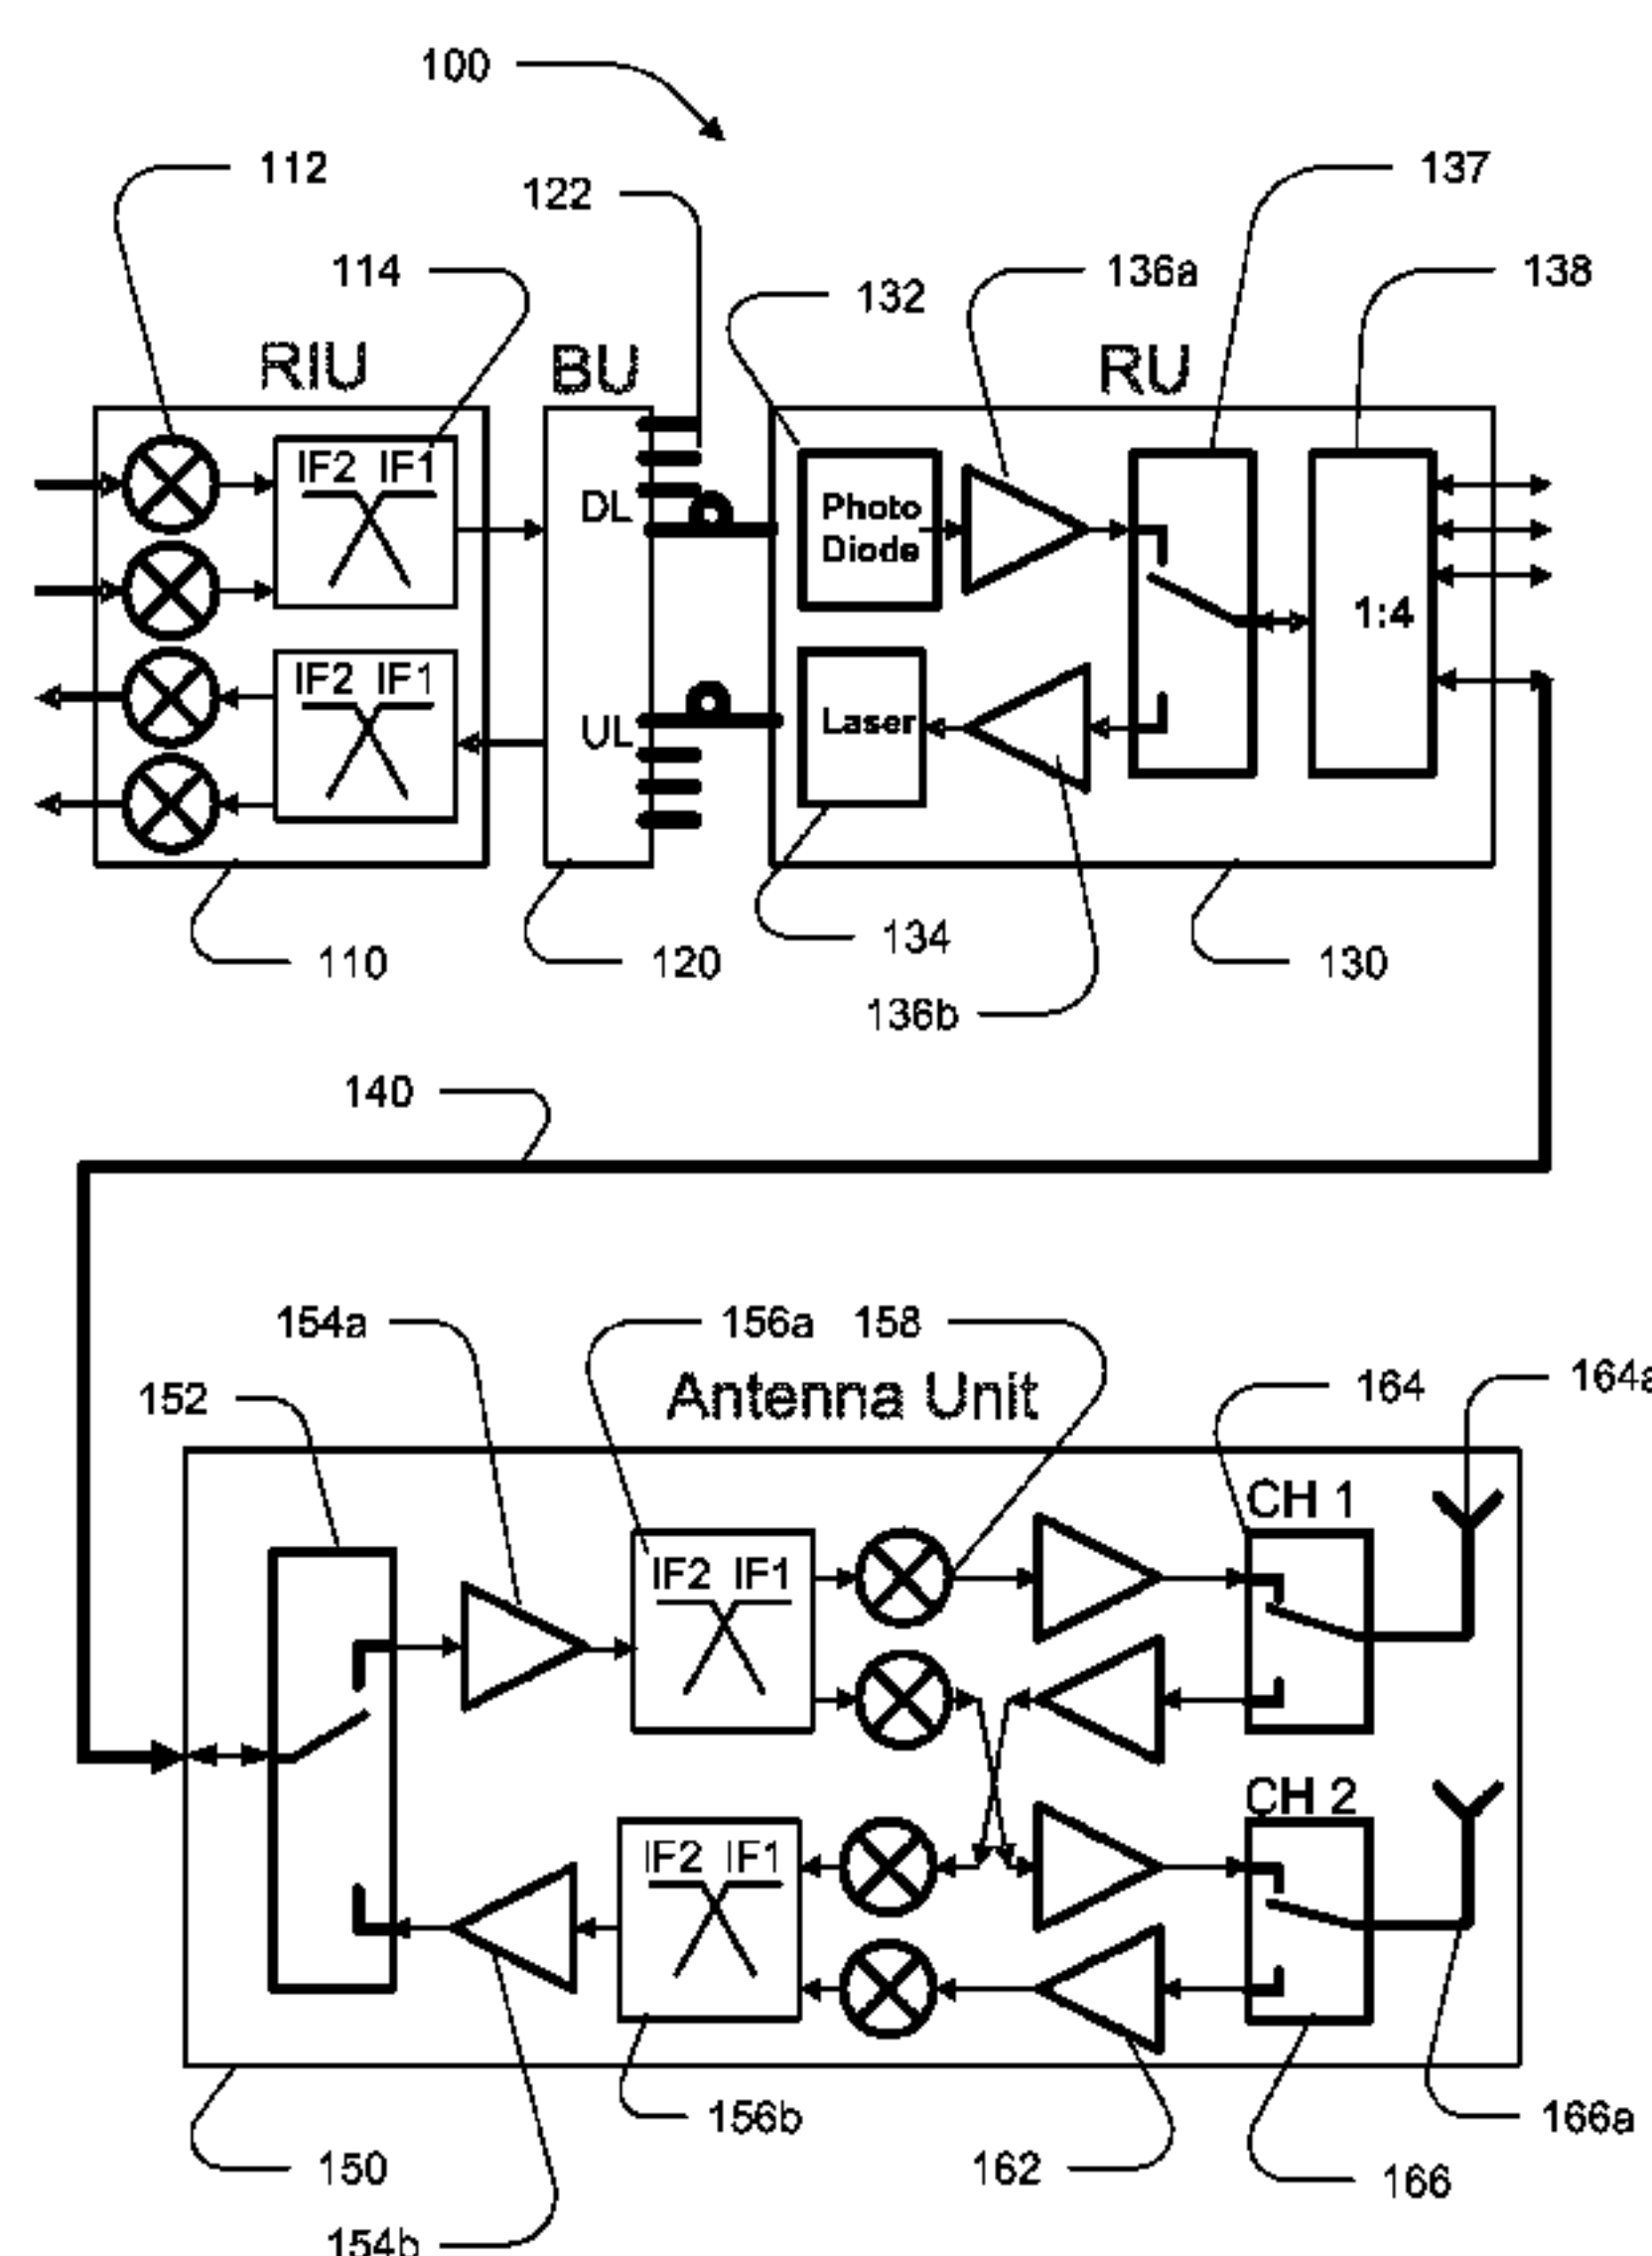 100
112
137
122
114
136a
138
132
RIU
BU
RU
IF2 IF1
DL
Photo
Diode
1:4
IF2 IF1
UL
Laser
134
110
120
130
136b
140
154a
156a
158
164
164a
152
Antenna Unit
CH 1
IF2 IF1
CH 2
IF2 IF1
156b
166a
150
162
166
154b